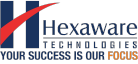 Hexaware
TECHNOLOGIES
YOUR SUCCESS IS OUR FOCUS